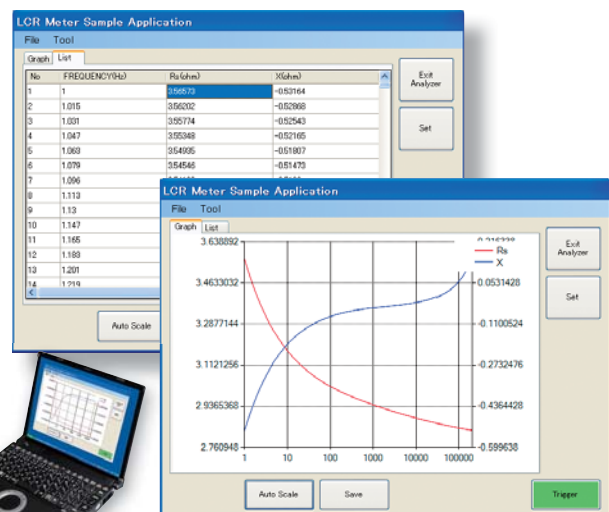 LCR Meter Sample Application
File Tool
Graph List
No FREQUENCY(Hz) Rs(ohm) X(ohm)
1 1 3.56573 -0.53164
2 1.015 3.56202 -0.52868
3 1.031 3.55774 -0.52543
4 1.047 3.55348 -0.52165
5 1.063 3.54935 -0.51807
6 1.079 3.54546 -0.51473
7 1.096
8 1.113
9 1.13
10 1.147
11 1.165
12 1.183
13 1.201
14 1.219
Exit
Analyzer
Set
Auto Scale
LCR Meter Sample Application
File Tool
Graph List
3.638892
3.4633032 0.0531428
3.2877144 -0.1100524
3.1121256 -0.2732476
2.9365368 -0.4364428
2.760948 -0.599638
1 10 100 1000 10000 100000
Rs
X
Exit
Analyzer
Set
Auto Scale Save Trigger